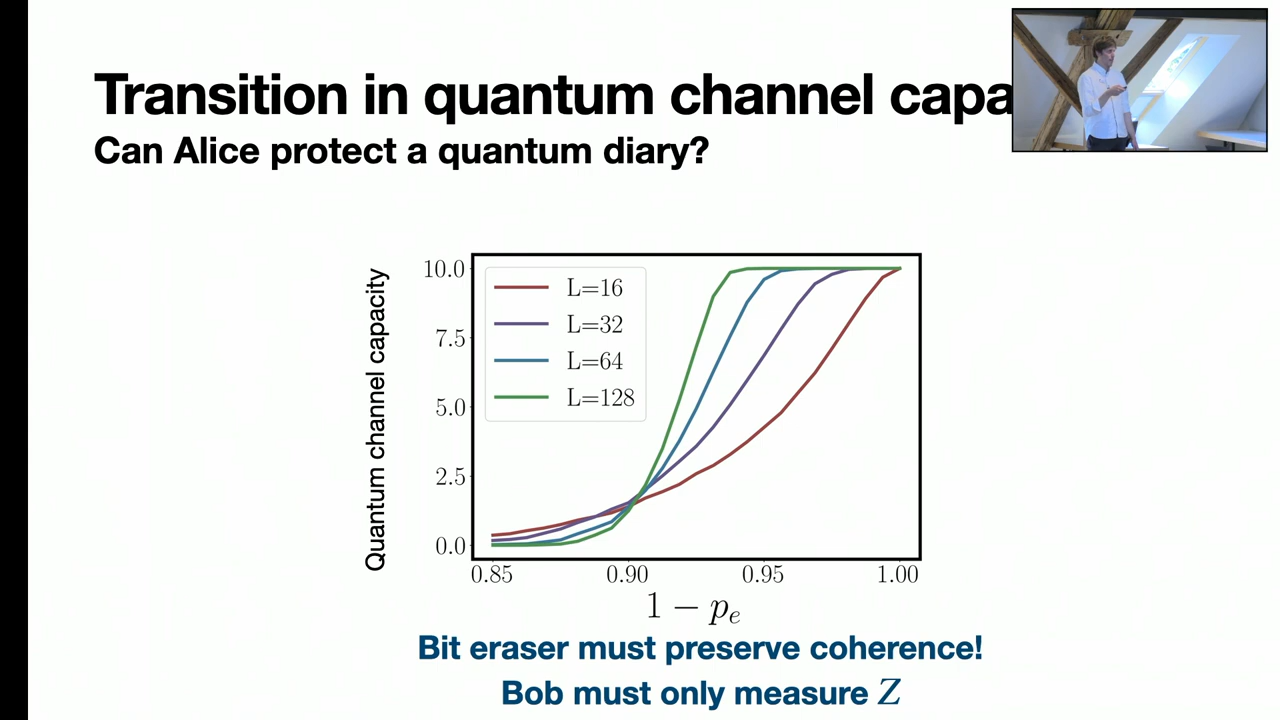 Transition in quantum channel capa
Can Alice protect a quantum diary?
Quantum channel capacity
10.0
7.5
5.0
2.5
0.0
L=16
L=32
L=64
L=128
0.85 0.90 0.95 1.00
1 − pₑ
Bit eraser must preserve coherence!
Bob must only measure Z